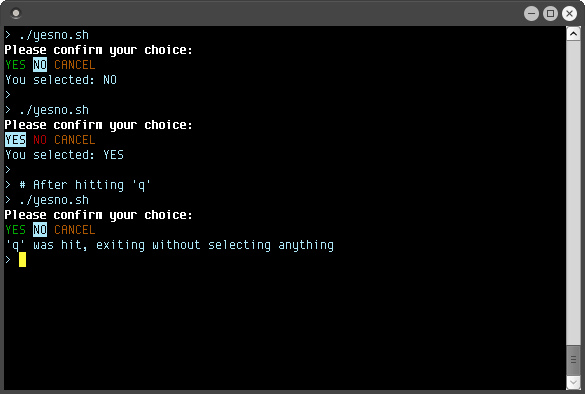 > ./yesno.sh
Please confirm your choice:
YES NO CANCEL
You selected: NO
>
> ./yesno.sh
Please confirm your choice:
YES NO CANCEL
You selected: YES
>
> # After hitting 'q'
> ./yesno.sh
Please confirm your choice:
YES NO CANCEL
'q' was hit, exiting without selecting anything
>